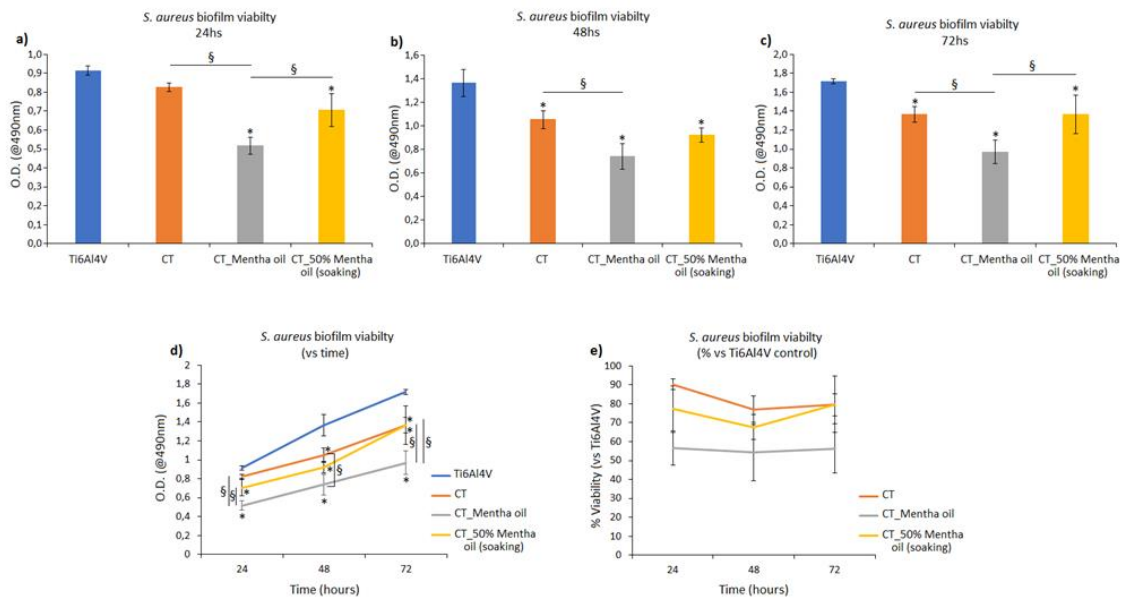 S. aureus biofilm viabilty
24hs
a)
1,0
0,9
0,8
0,7
0,6
0,5
0,4
0,3
0,2
0,1
0,0
O.D. (@490nm)
§
§
*
*
Ti6Al4V
CT
CT_Mentha oil
CT_50% Mentha
oil (soaking)
S. aureus biofilm viabilty
48hs
b)
1,6
1,4
1,2
1,0
0,8
0,6
0,4
0,2
0,0
O.D. (@490nm)
§
*
*
*
Ti6Al4V
CT
CT_Mentha oil
CT_50% Mentha
oil (soaking)
S. aureus biofilm viabilty
72hs
c)
2,0
1,8
1,6
1,4
1,2
1,0
0,8
0,6
0,4
0,2
0,0
O.D. (@490nm)
§
§
*
*
*
Ti6Al4V
CT
CT_Mentha oil
CT_50% Mentha
oil (soaking)
S. aureus biofilm viabilty
(vs time)
d)
2
1,8
1,6
1,4
1,2
1
0,8
0,6
0,4
0,2
0
O.D. (@490nm)
§
§
*
*
*
*
*
§
*
*
§
§
*
24
48
72
Time (hours)
Ti6Al4V
CT
CT_Mentha oil
CT_50% Mentha
oil (soaking)
S. aureus biofilm viabilty
(% vs Ti6Al4V control)
e)
100
90
80
70
60
50
40
30
20
10
0
% Viability (vs Ti6Al4V)
24
48
72
Time (hours)
CT
CT_Mentha oil
CT_50% Mentha
oil (soaking)